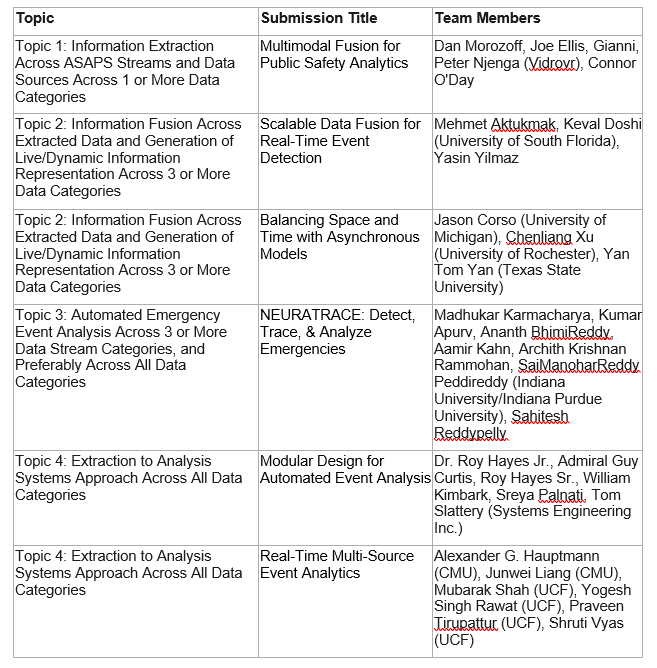 Topic
Submission Title
Team Members
Topic 1: Information Extraction
Across ASAPS Streams and Data
Sources Across 1 or More Data
Categories
Multimodal Fusion for
Public Safety Analytics
Dan Morozoff, Joe Ellis, Gianni,
Peter Njenga (Vidrovr), Connor
O'Day
Topic 2: Information Fusion Across
Extracted Data and Generation of
Live/Dynamic Information
Representation Across 3 or More
Data Categories
Scalable Data Fusion for
Real-Time Event
Detection
Mehmet Aktukmak, Keval Doshi
(University of South Florida),
Yasin Yilmaz
Topic 2: Information Fusion Across
Extracted Data and Generation of
Live/Dynamic Information
Representation Across 3 or More
Data Categories
Balancing Space and
Time with Asynchronous
Models
Jason Corso (University of
Michigan), Chenliang Xu
(University of Rochester), Yan
Tom Yan (Texas State
University)
Topic 3: Automated Emergency
Event Analysis Across 3 or More
Data Stream Categories, and
Preferably Across All Data
Categories
NEURATRACE: Detect,
Trace, & Analyze
Emergencies
Madhukar Karmacharya, Kumar
Apurv, Ananth BhimiReddy,
Aamir Kahn, Archith Krishnan
Rammohan, SaiManoharReddy
Peddireddy (Indiana
University/Indiana Purdue
University), Sahitesh
Reddypelly
Topic 4: Extraction to Analysis
Systems Approach Across All Data
Categories
Modular Design for
Automated Event Analysis
Dr. Roy Hayes Jr., Admiral Guy
Curtis, Roy Hayes Sr., William
Kimbark, Sreya Palnati, Tom
Slattery (Systems Engineering
Inc.)
Topic 4: Extraction to Analysis
Systems Approach Across All Data
Categories
Real-Time Multi-Source
Event Analytics
Alexander G. Hauptmann
(CMU), Junwei Liang (CMU),
Mubarak Shah (UCF), Yogesh
Singh Rawat (UCF), Praveen
Tirupattur (UCF), Shruti Vyas
(UCF)